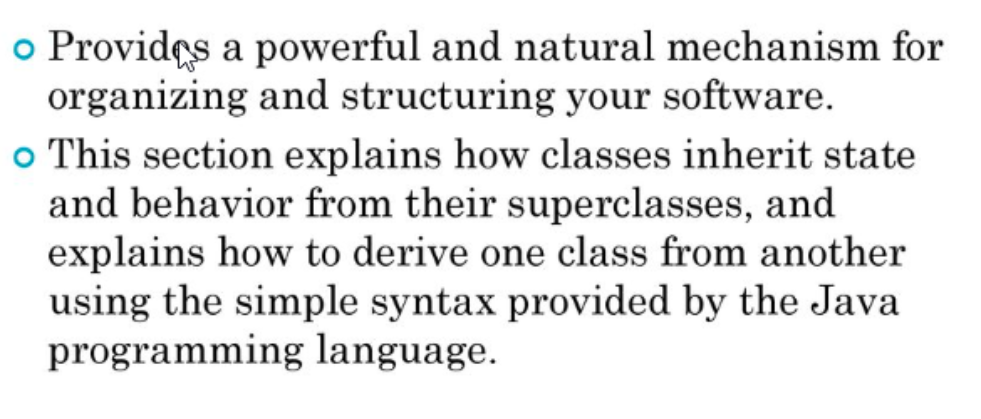 Provides a powerful and natural mechanism for
organizing and structuring your software.
This section explains how classes inherit state
and behavior from their superclasses, and
explains how to derive one class from another
using the simple syntax provided by the Java
programming language.